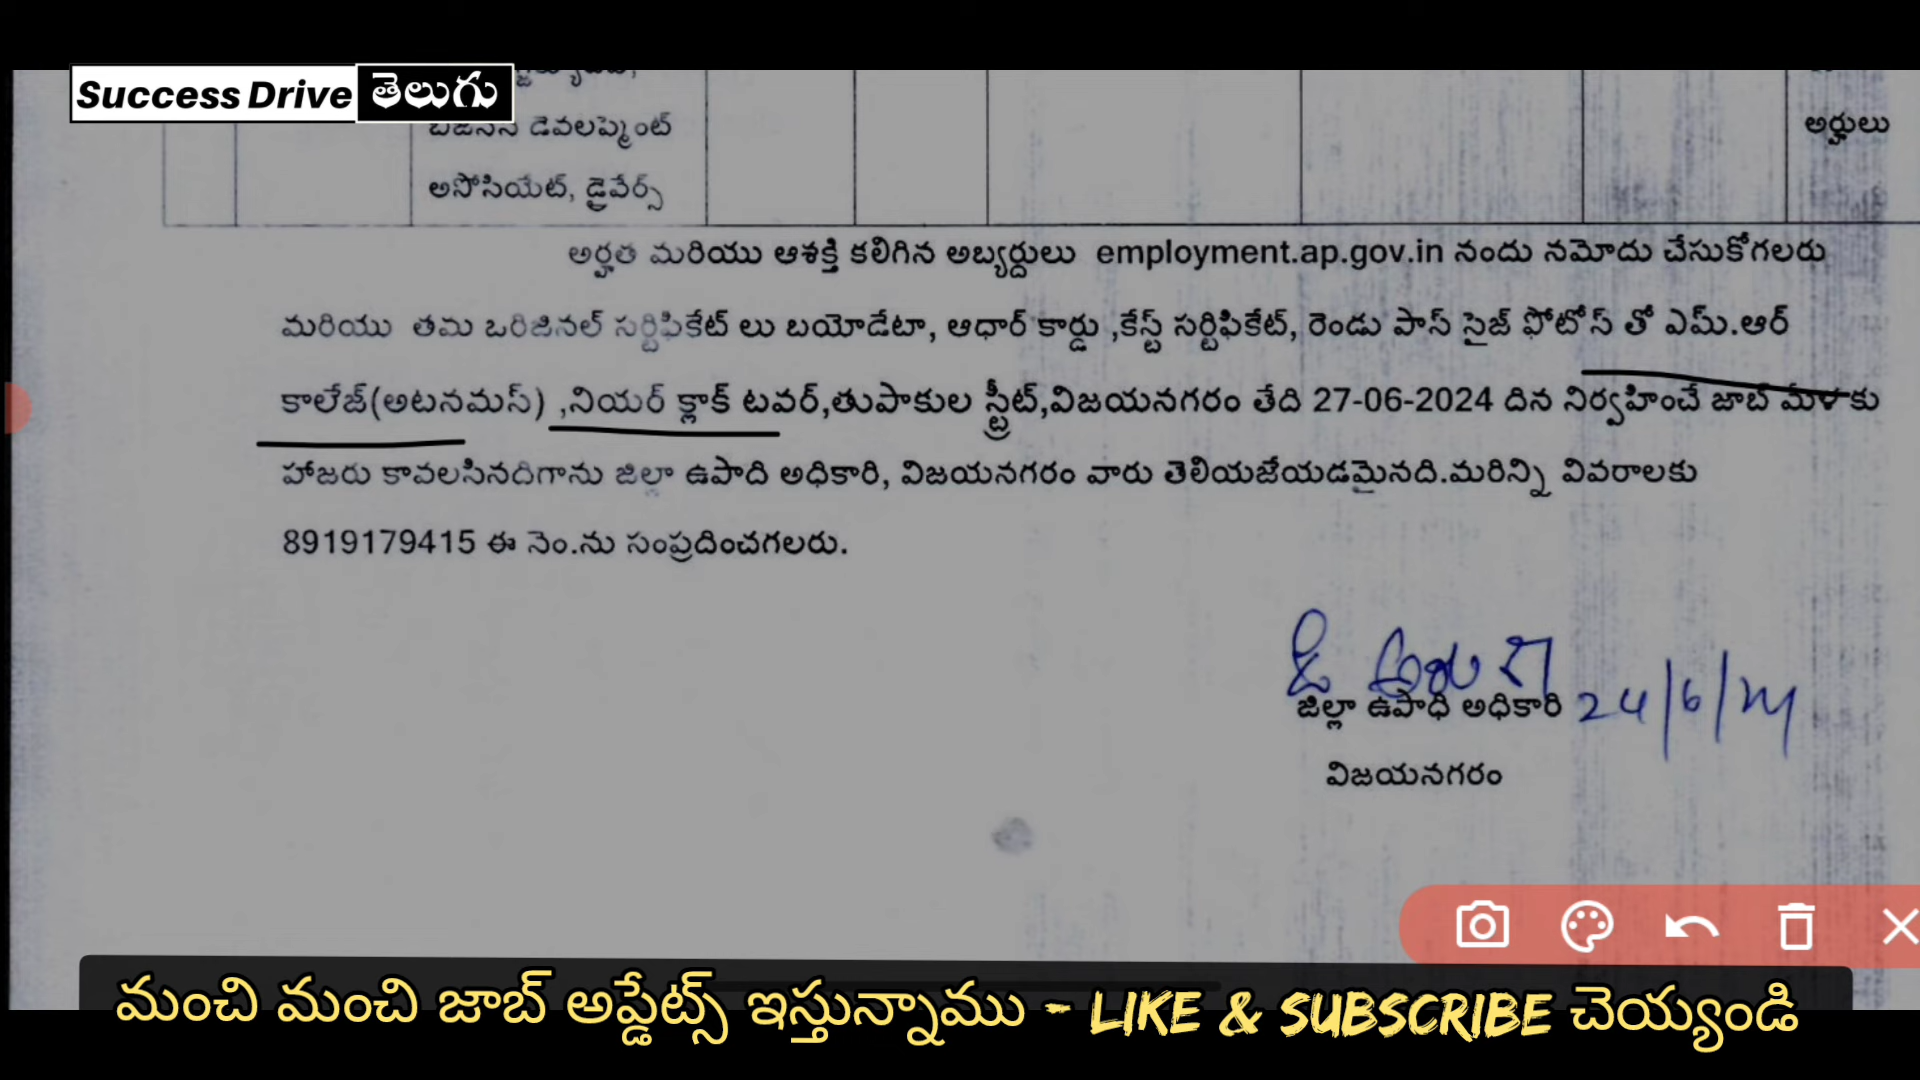 Success Drive తెలుగు
బిజినెస్ డెవలప్మెంట్
అర్హులు
అసోసియేట్, డ్రైవేర్స్
అర్హత మరియు ఆశక్తి కలిగిన అబ్యర్దులు employment.ap.gov.in నందు నమోదు చేసుకోగలరు
మరియు తమ ఒరిజినల్ సర్టిఫికేట్ లు బయోడేటా, ఆధార్ కార్డు ,కేస్ట్ సర్టిఫికేట్, రెండు పాస్ సైజ్ ఫోటోస్ తో ఎమ్.ఆర్
కాలేజ్(అటనమస్) ,నియర్ క్లాక్ టవర్,తుపాకుల స్ట్రీట్,విజయనగరం తేది 27-06-2024 దిన నిర్వహించే జాబ్ మేళకు
హాజరు కావలసినదిగాను జిల్లా ఉపాది అధికారి, విజయనగరం వారు తెలియజేయడమైనది.మరిన్ని వివరాలకు
8919179415 ఈ నెం.ను సంప్రదించగలరు.
జిల్లా ఉపాధి అధికారి 24/6/24
విజయనగరం
మంచి మంచి జాబ్ అప్డేట్స్ ఇస్తున్నాము - LIKE & SUBSCRIBE చెయ్యండి